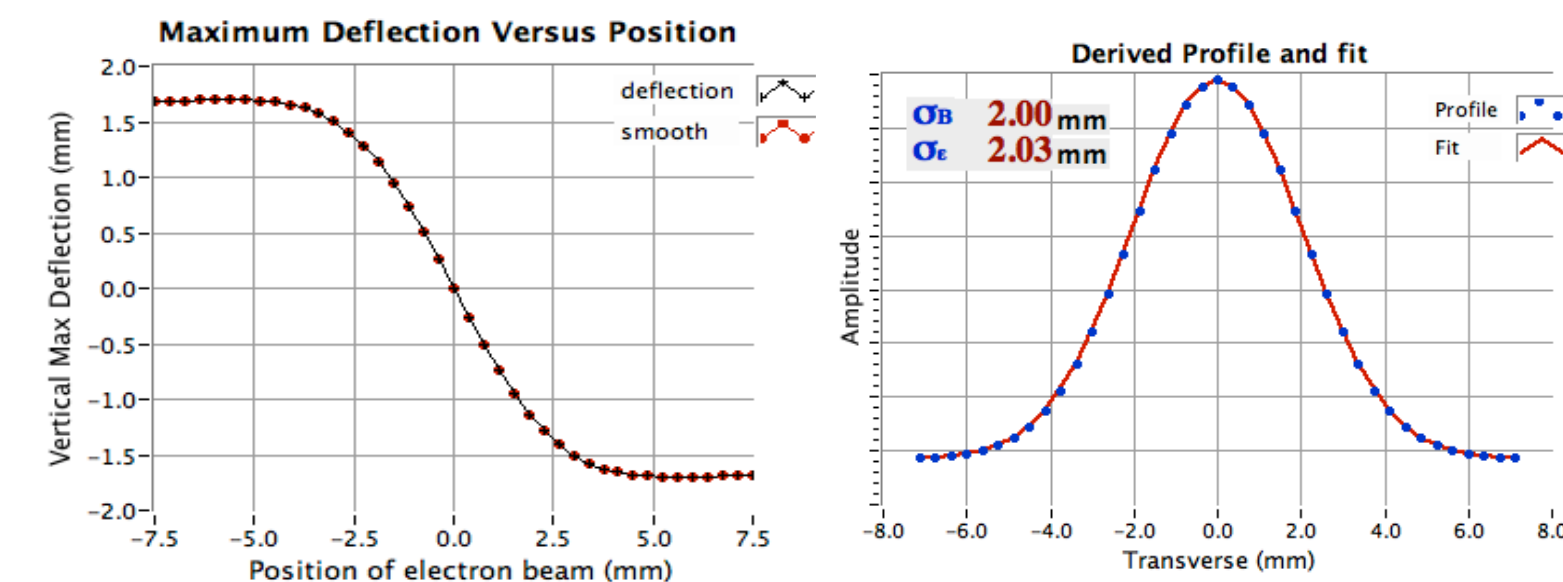 Maximum Deflection Versus Position
2.0
1.5
1.0
0.5
0.0
−0.5
−1.0
−1.5
−2.0
Vertical Max Deflection (mm)
deflection
smooth
−7.5 −5.0 −2.5 0.0 2.5 5.0 7.5
Position of electron beam (mm)
Derived Profile and fit
σB 2.00 mm
σε 2.03 mm
Profile
Fit
Amplitude
−8.0 −6.0 −4.0 −2.0 0.0 2.0 4.0 6.0 8.0
Transverse (mm)